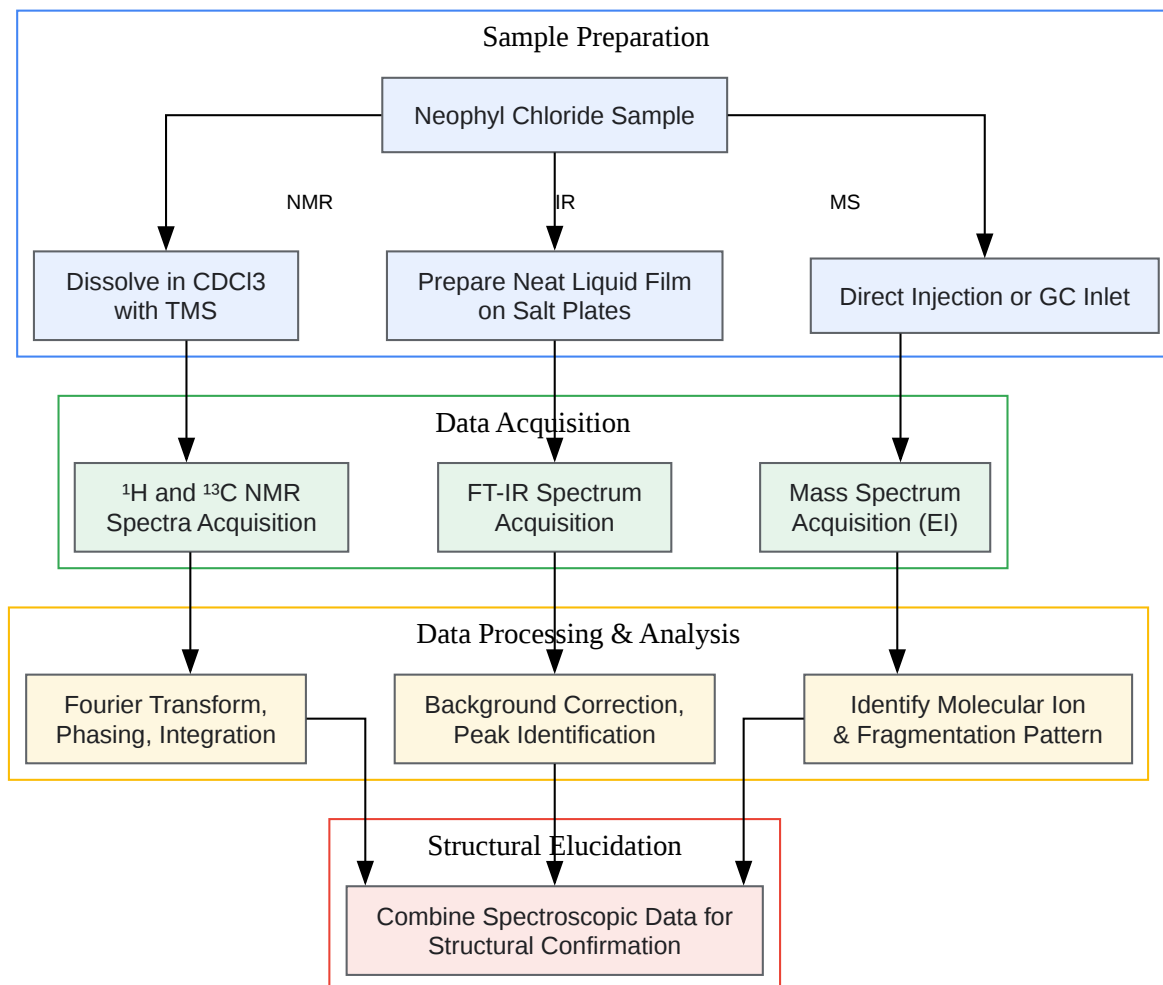 Sample Preparation
Neophyl Chloride Sample
NMR
IR
MS
Dissolve in CDCl3
with TMS
Prepare Neat Liquid Film
on Salt Plates
Direct Injection or GC Inlet
Data Acquisition
¹H and ¹³C NMR
Spectra Acquisition
FT-IR Spectrum
Acquisition
Mass Spectrum
Acquisition (EI)
Data Processing & Analysis
Fourier Transform,
Phasing, Integration
Background Correction,
Peak Identification
Identify Molecular Ion
& Fragmentation Pattern
Structural Elucidation
Combine Spectroscopic Data for
Structural Confirmation